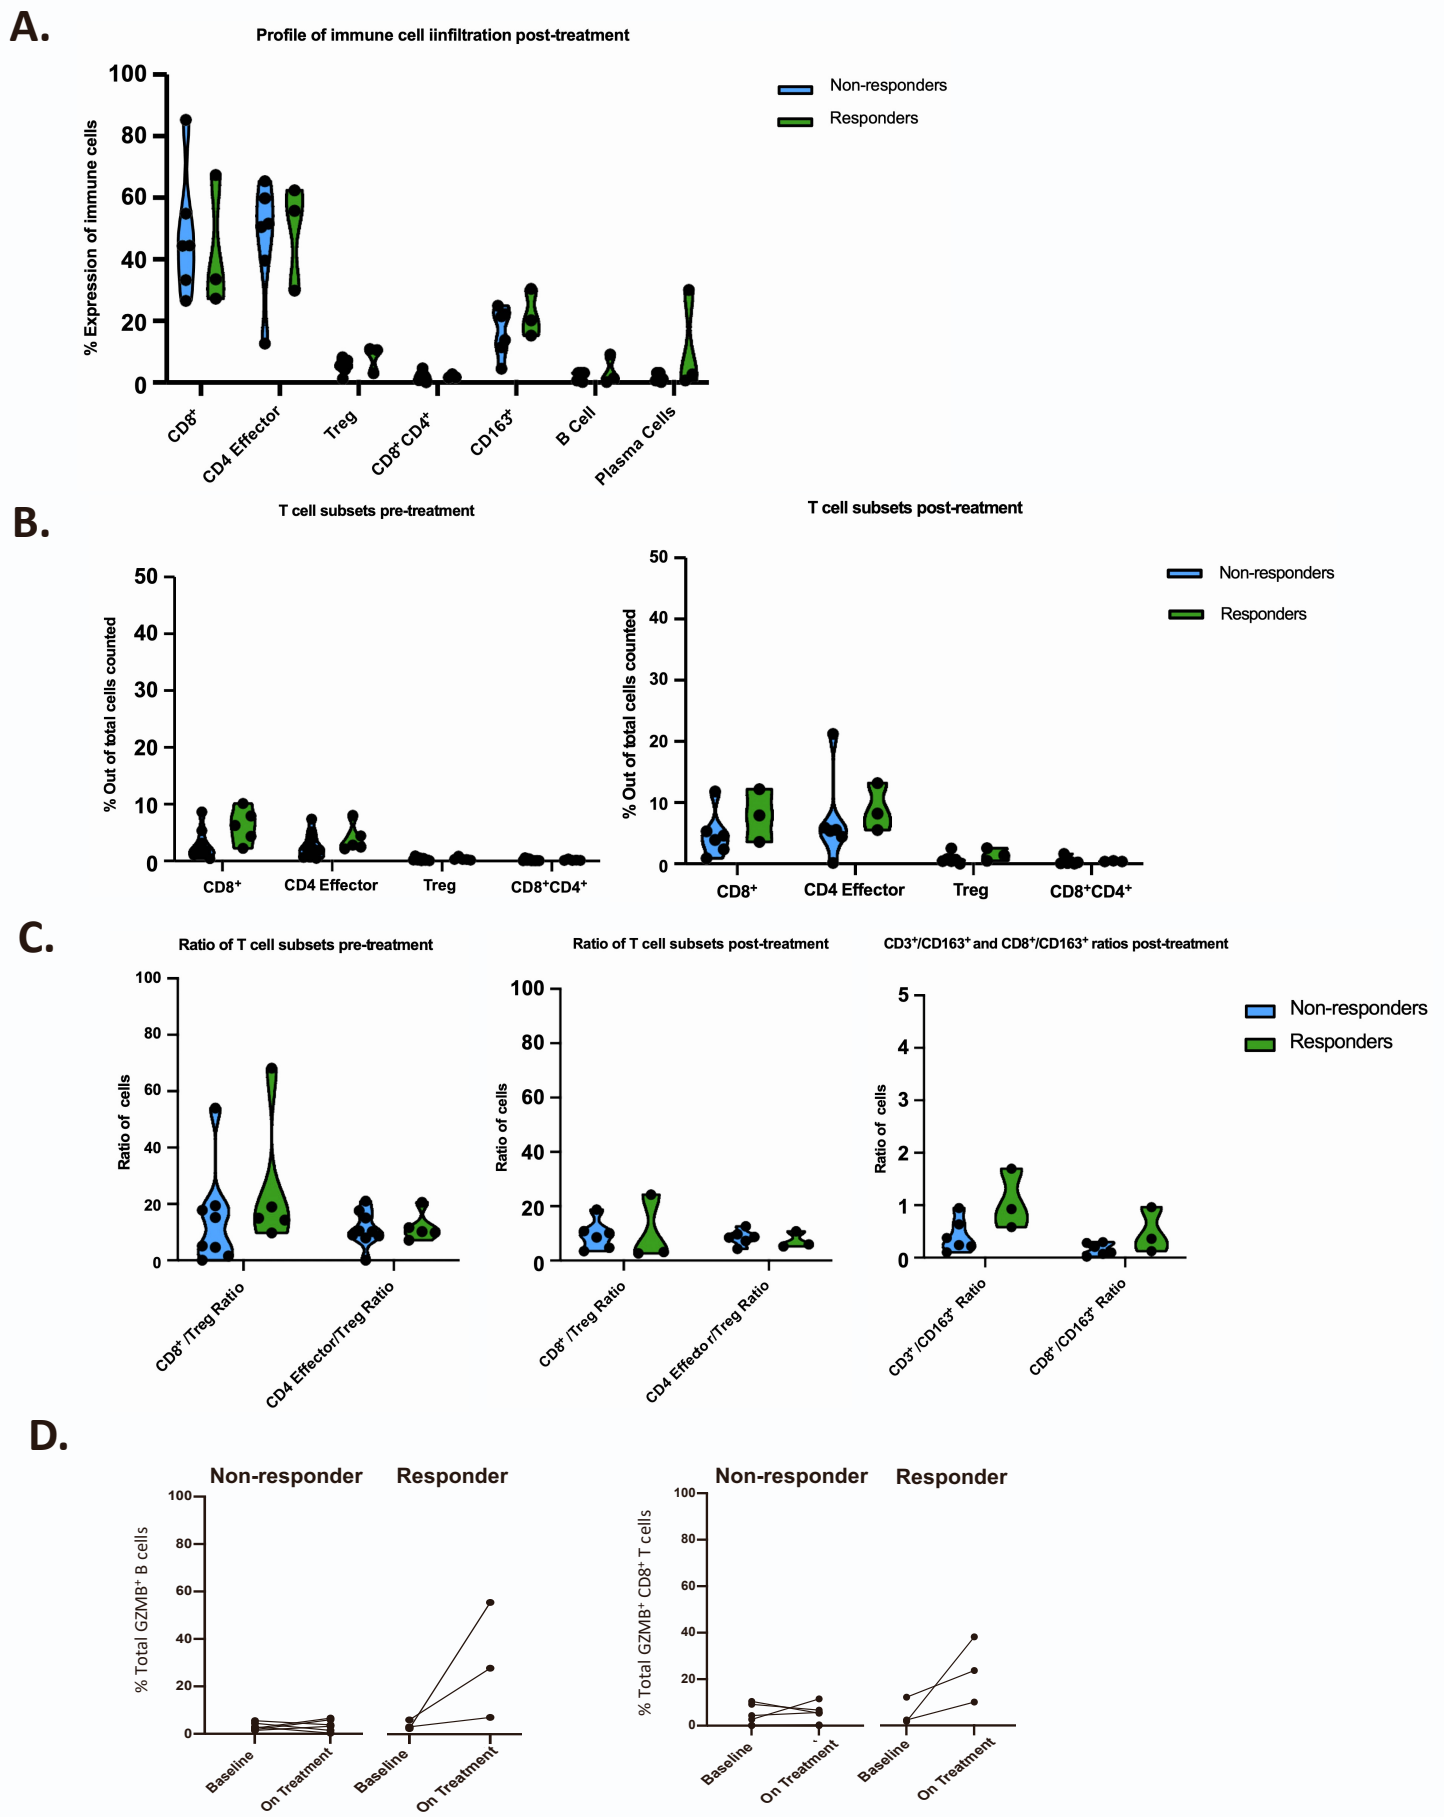 A.
Profile of immune cell iinfiltration post-treatment
% Expression of immune cells
100
80
60
40
20
0
CD8⁺
CD4 Effector
Treg
CD8⁺CD4⁺
CD163⁺
B Cell
Plasma Cells
Non-responders
Responders
B.
T cell subsets pre-treatment
% Out of total cells counted
50
40
30
20
10
0
CD8⁺
CD4 Effector
Treg
CD8⁺CD4⁺
T cell subsets post-reatment
% Out of total cells counted
50
40
30
20
10
0
CD8⁺
CD4 Effector
Treg
CD8⁺CD4⁺
Non-responders
Responders
C.
Ratio of T cell subsets pre-treatment
Ratio of cells
100
80
60
40
20
0
CD8⁺ /Treg Ratio
CD4 Effector/Treg Ratio
Ratio of T cell subsets post-treatment
Ratio of cells
100
80
60
40
20
0
CD8⁺ /Treg Ratio
CD4 Effecto r/Treg Ratio
CD3⁺/CD163⁺ and CD8⁺/CD163⁺ ratios post-treatment
Ratio of cells
5
4
3
2
1
0
CD3⁺ /CD163⁺ Ratio
CD8⁺ /CD163⁺ Ratio
Non-responders
Responders
D.
Non-responder
Responder
% Total GZMB⁺ B cells
100
80
60
40
20
0
Baseline
On Treatment
Baseline
On Treatment
Non-responder
Responder
% Total GZMB⁺ CD8⁺ T cells
100
80
60
40
20
0
Baseline
On Treatment
Baseline
On Treatment